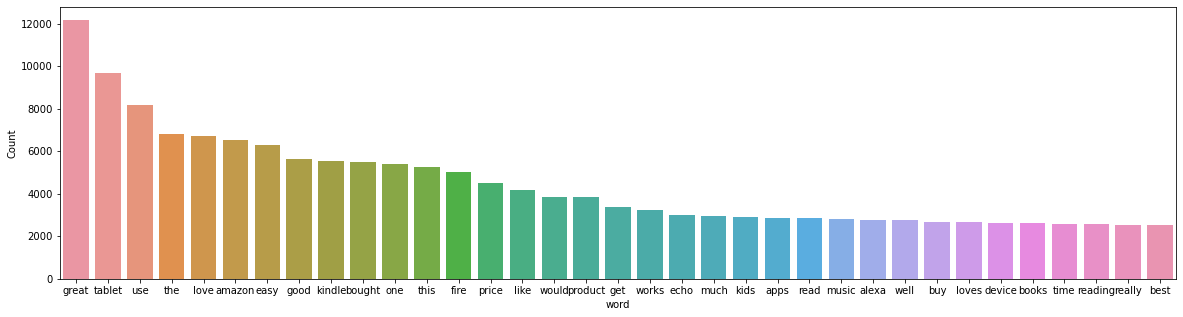 12000
10000
8000
6000
4000
2000
0
Count
great tablet use the love amazon easy good kindle bought one this fire price like would product get works echo much kids apps read music alexa well buy loves device books time reading really best
word